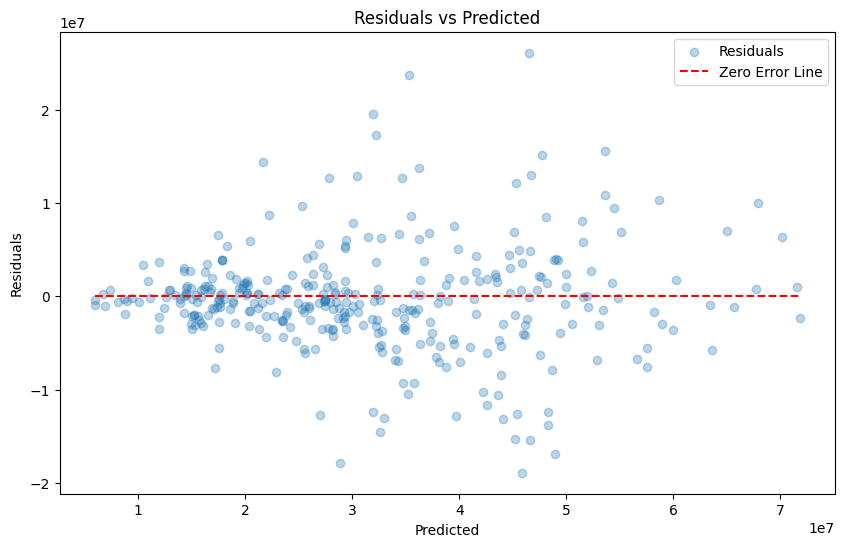 Residuals vs Predicted
1e7
Residuals
Zero Error Line
2
1
0
−1
−2
Residuals
1 2 3 4 5 6 7
1e7
Predicted